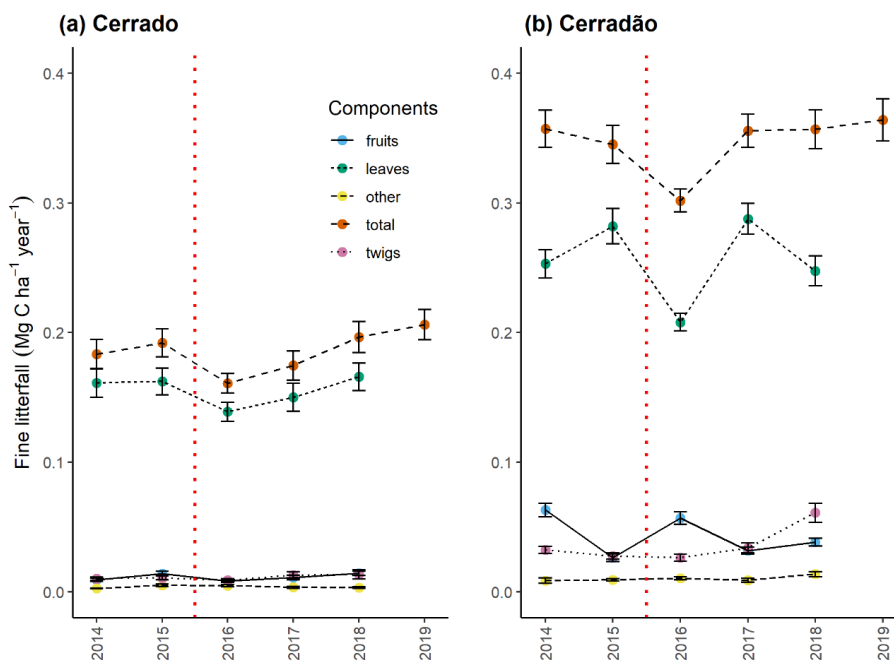 (a) Cerrado
(b) Cerradão
Fine litterfall (Mg C ha⁻¹ year⁻¹)
0.4
0.3
0.2
0.1
0.0
Components
fruits
leaves
other
total
twigs
2014
2015
2016
2017
2018
2019
0.4
0.3
0.2
0.1
0.0
2014
2015
2016
2017
2018
2019